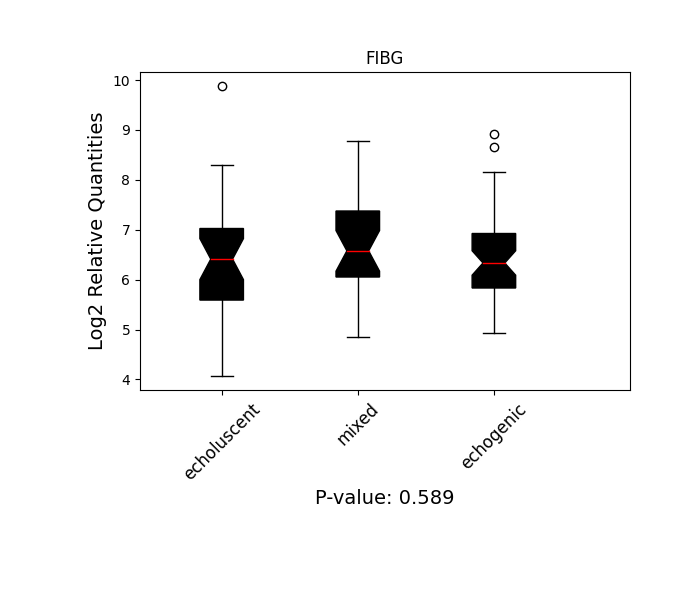 FIBG
Log2 Relative Quantities
10
9
8
7
6
5
4
echoluscent
mixed
echogenic
P-value: 0.589